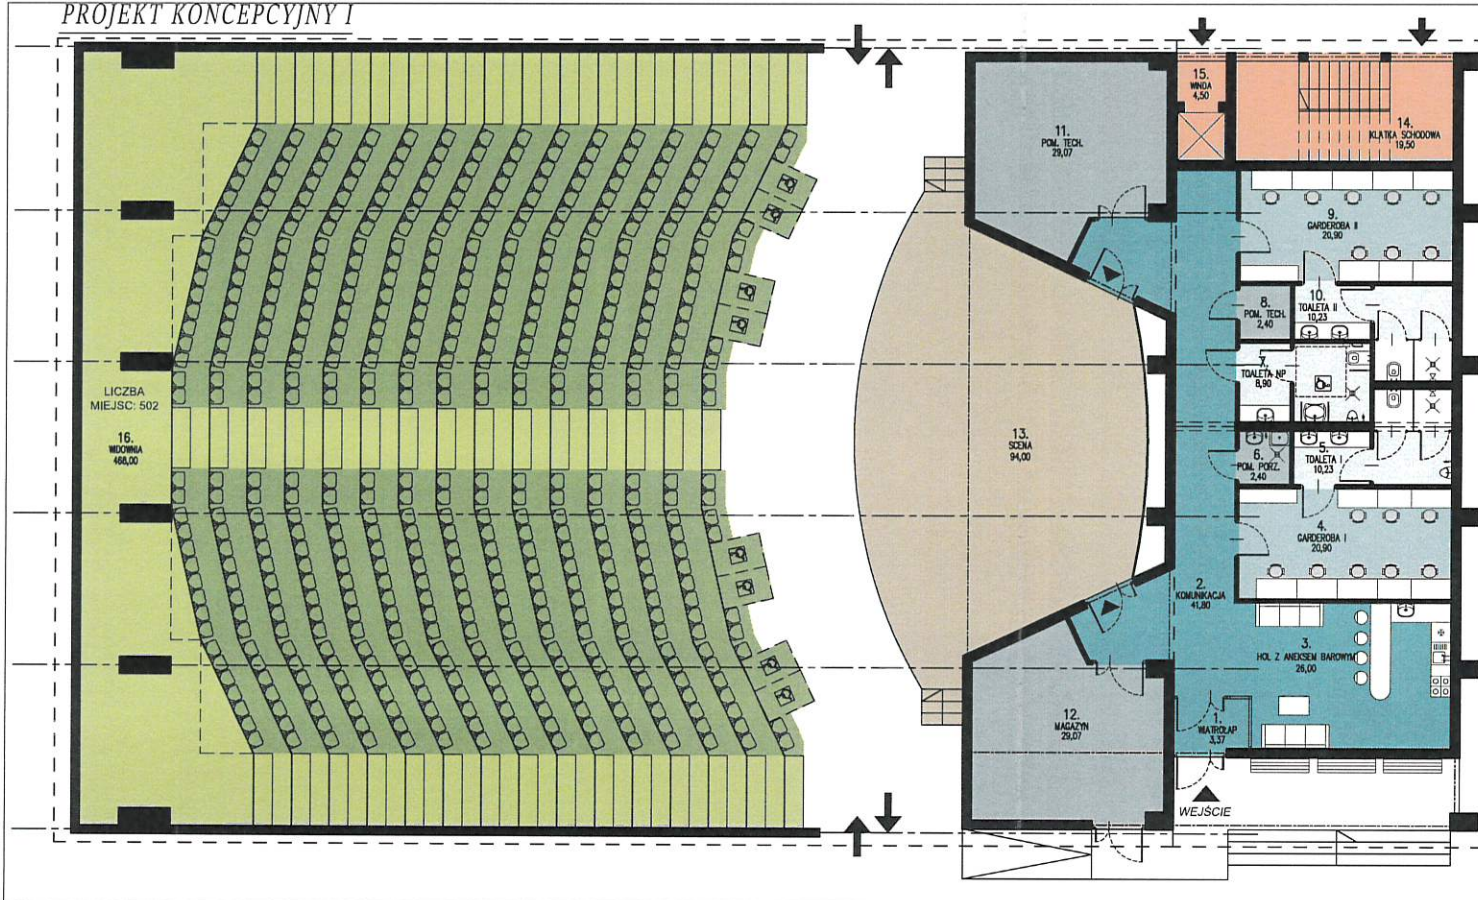 PROJEKT KONCEPCYJNY I
15.
WINDA
4,50
14.
KLATKA SCHODOWA
19,50
11.
POM. TECH.
29,07
9.
GARDEROBA II
20,90
8.
POM. TECH.
2,40
10.
TOALETA II
10,23
7.
TOALETA NP
8,90
LICZBA
MIEJSC: 502
16.
WIDOWNIA
468,00
13.
SCENA
94,00
6.
POM. PORZ.
2,40
5.
TOALETA I
10,23
4.
GARDEROBA I
20,90
2.
KOMUNIKACJA
41,80
3.
HOL Z ANEKSEM BAROWYM
26,00
12.
MAGAZYN
29,07
1.
WIATROŁAP
3,37
WEJŚCIE